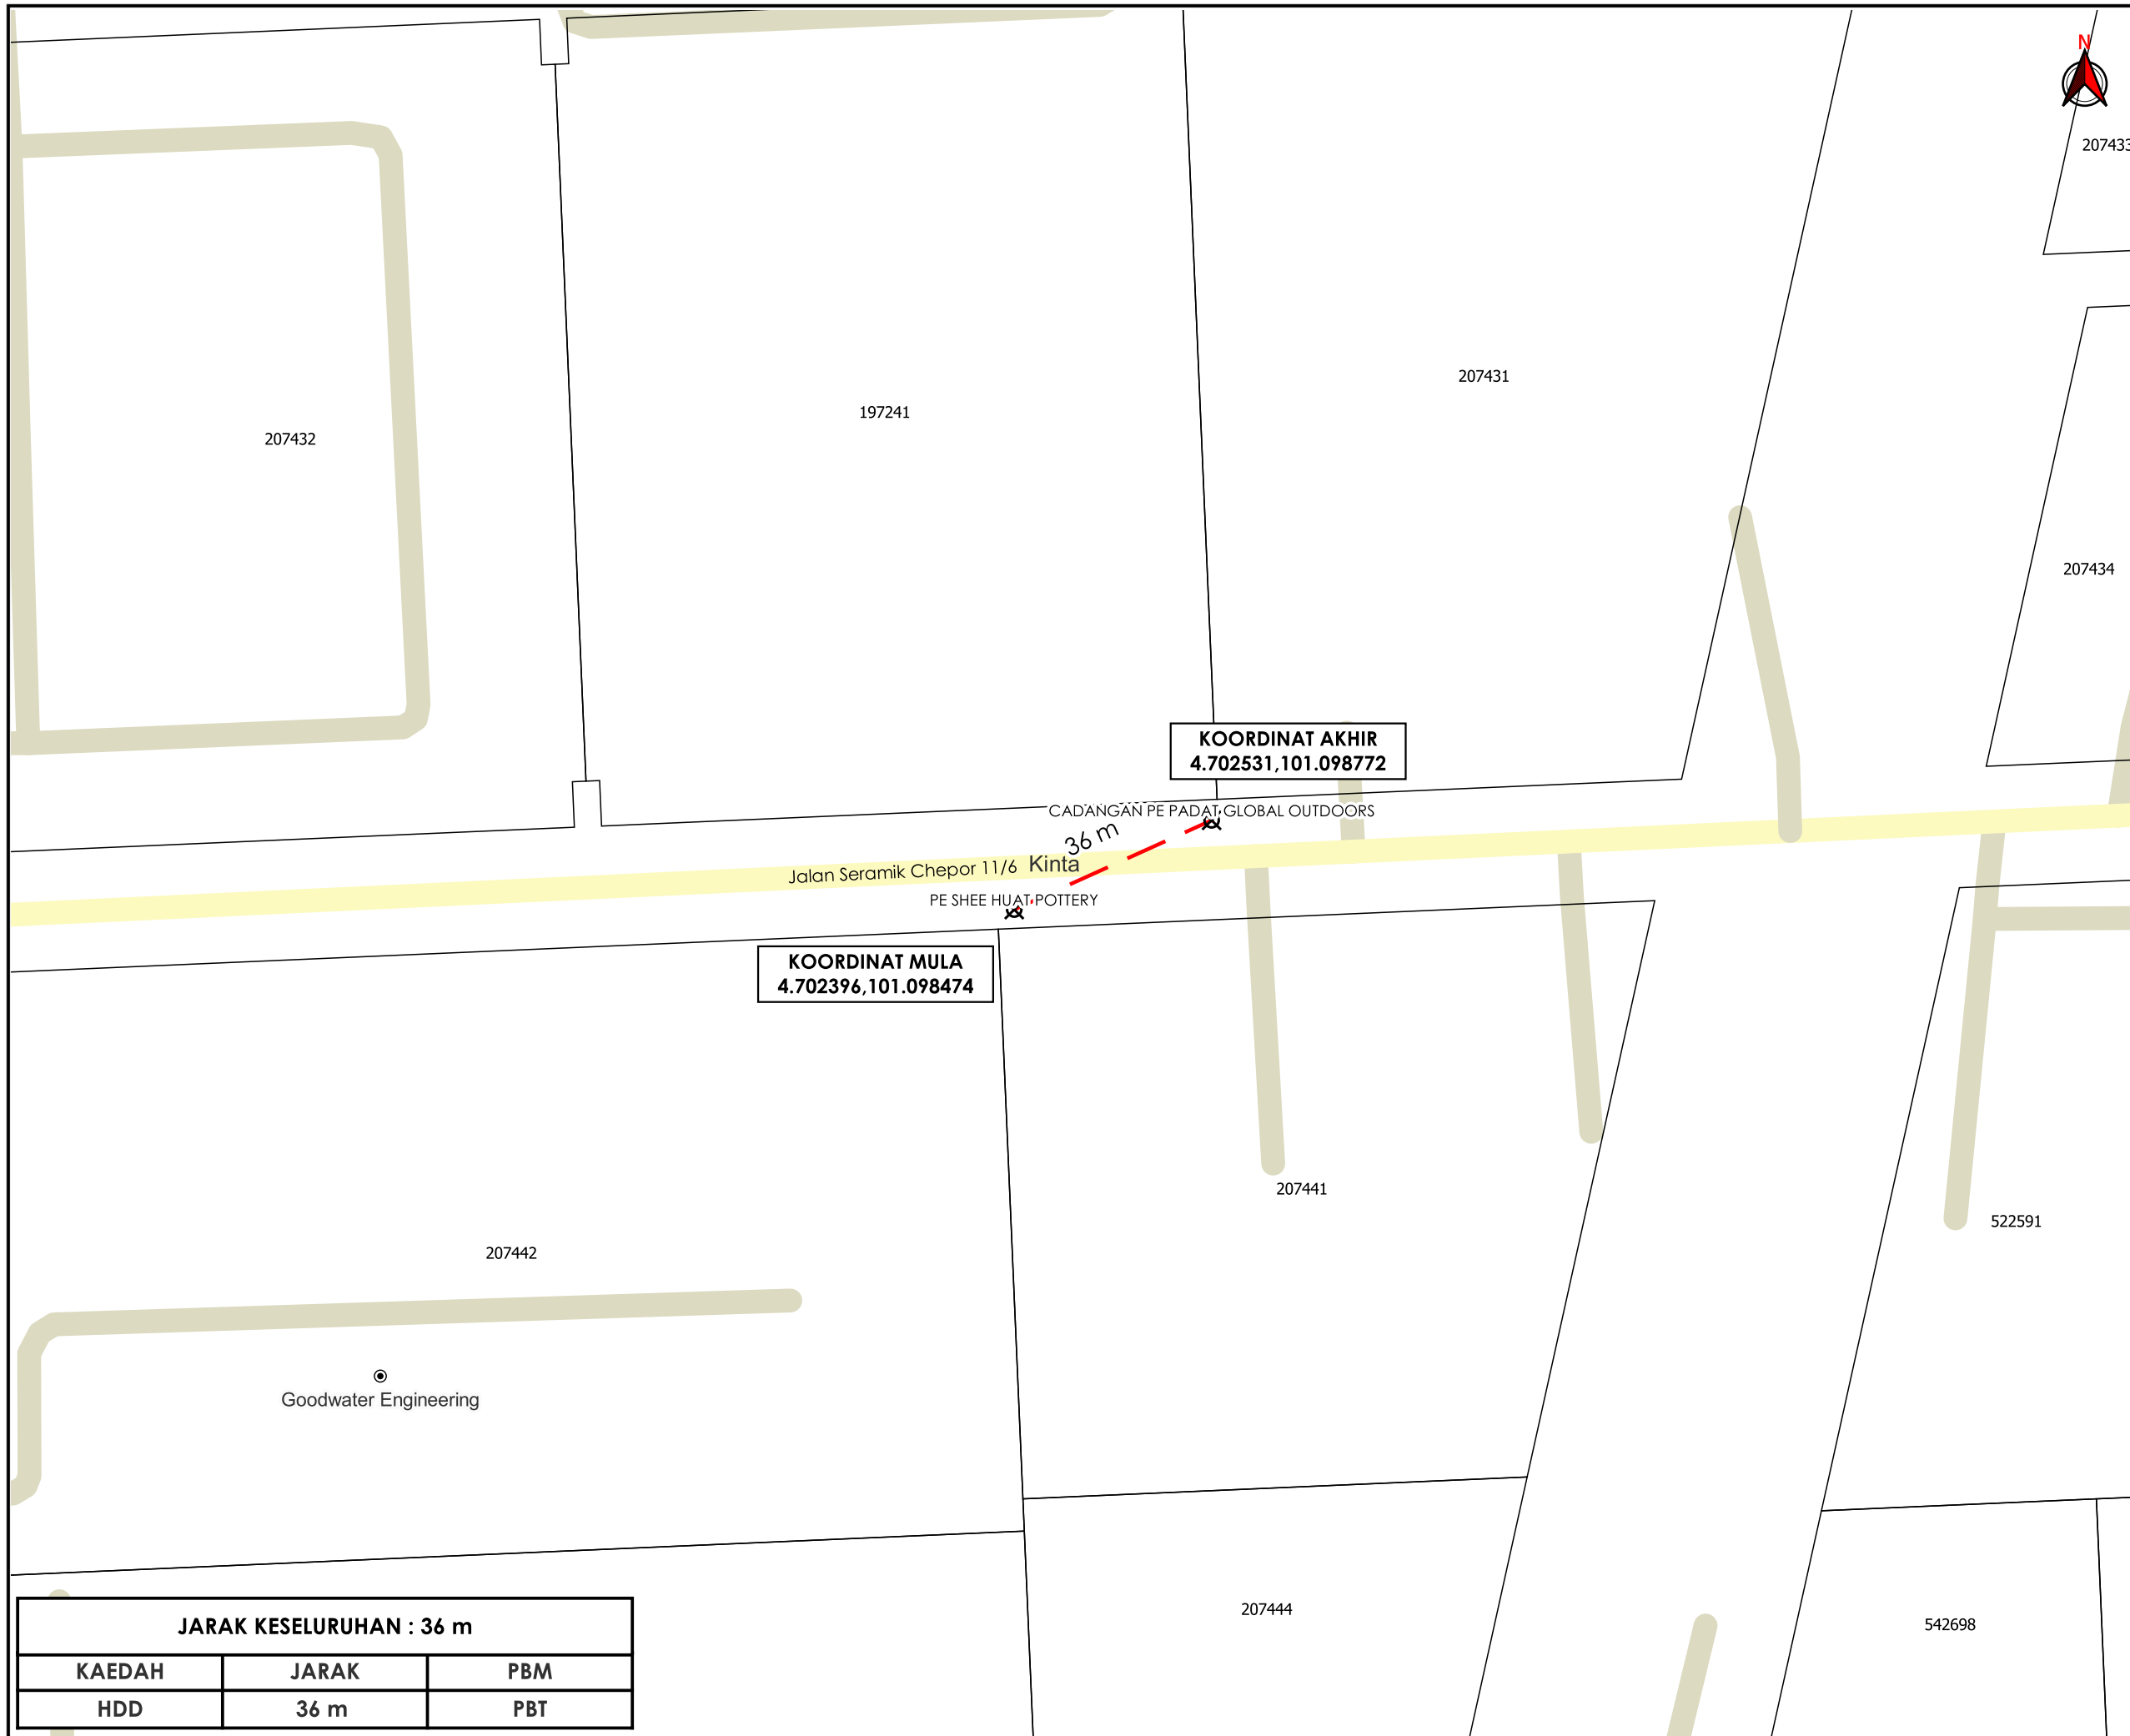 N
207433
207431
197241
207432
207434
KOORDINAT AKHIR
4.702531,101.098772
CADANGAN PE PADAT GLOBAL OUTDOORS
36 m
Jalan Seramik Chepor 11/6
Kinta
PE SHEE HUAT POTTERY
KOORDINAT MULA
4.702396,101.098474
207441
522591
207442
Goodwater Engineering
207444
542698
JARAK KESELURUHAN : 36 m
KAEDAH JARAK PBM
HDD 36 m PBT